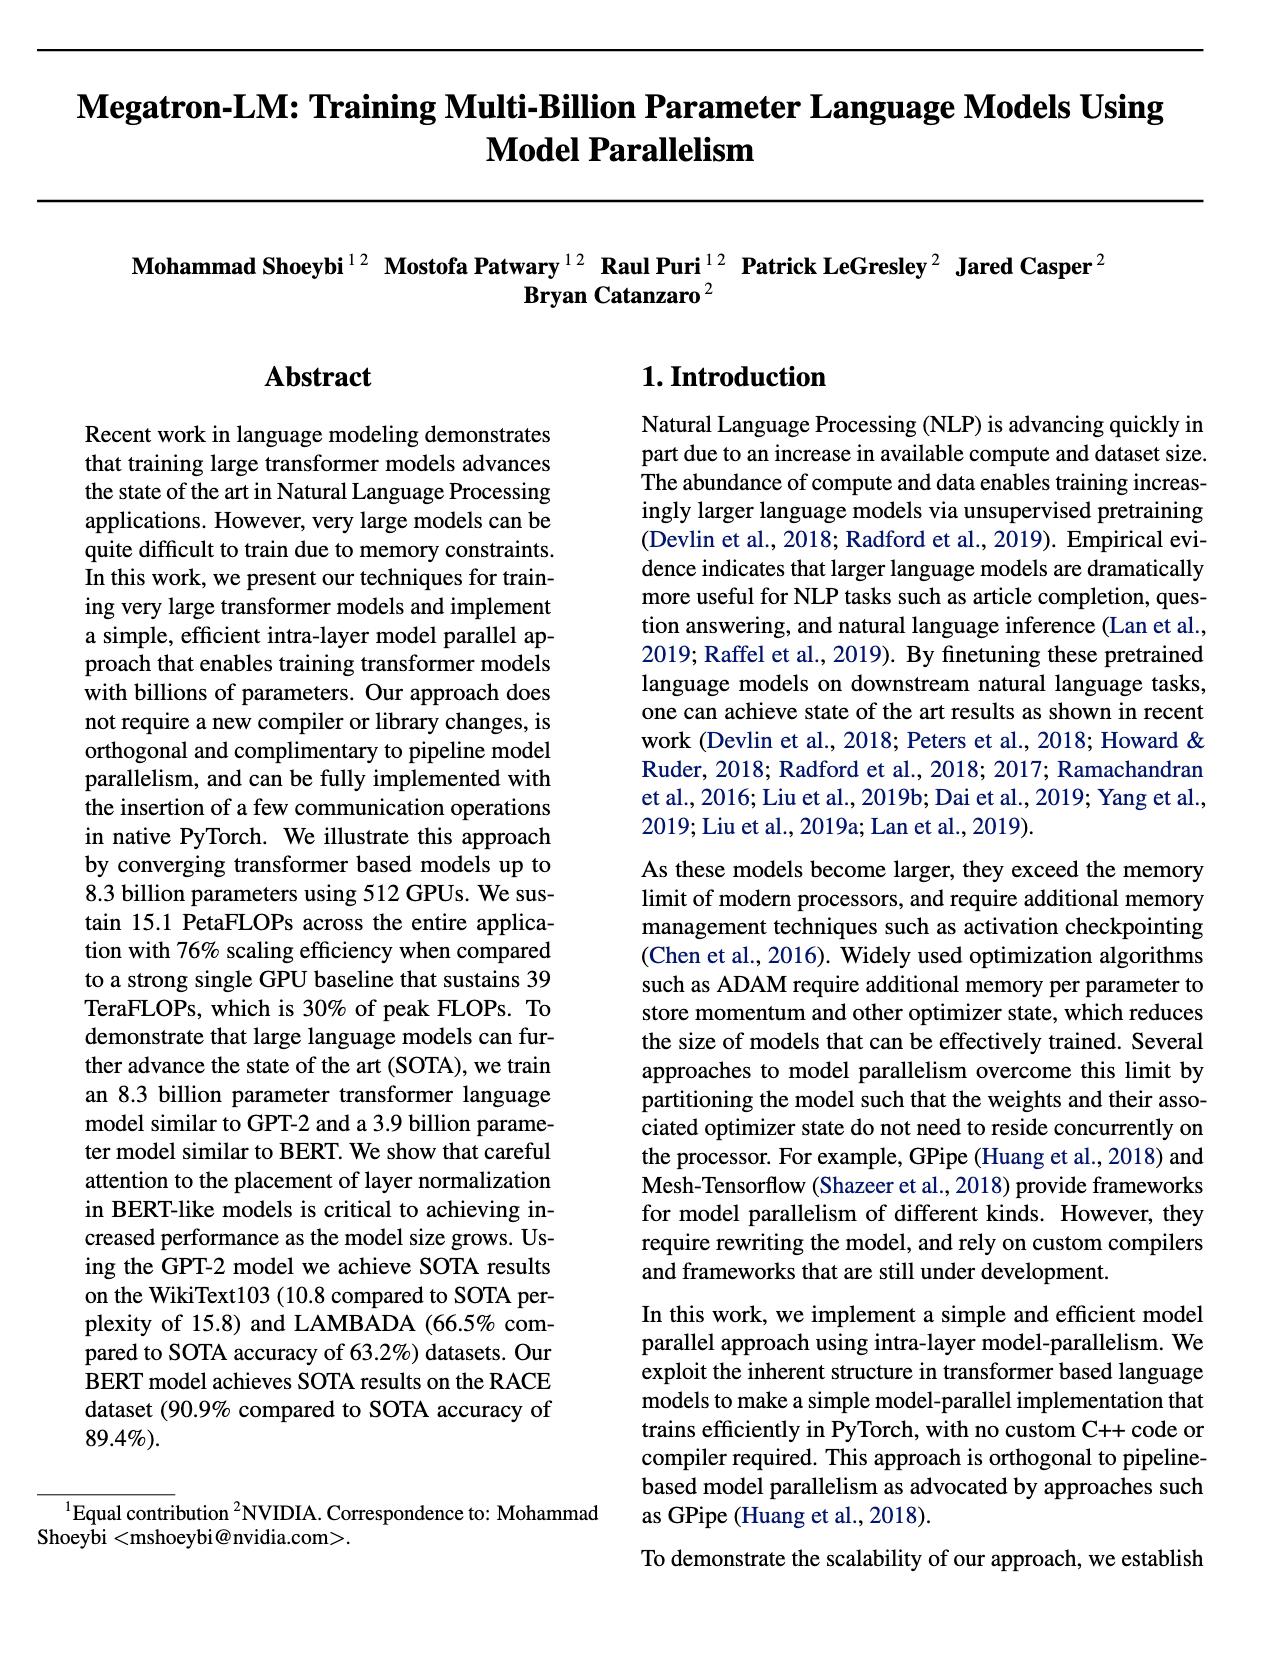 Megatron-LM: Training Multi-Billion Parameter Language Models Using
Model Parallelism
Mohammad Shoeybi 1 2 Mostofa Patwary 1 2 Raul Puri 1 2 Patrick LeGresley 2 Jared Casper 2
Bryan Catanzaro 2
Abstract
Recent work in language modeling demonstrates
that training large transformer models advances
the state of the art in Natural Language Processing
applications. However, very large models can be
quite difficult to train due to memory constraints.
In this work, we present our techniques for train-
ing very large transformer models and implement
a simple, efficient intra-layer model parallel ap-
proach that enables training transformer models
with billions of parameters. Our approach does
not require a new compiler or library changes, is
orthogonal and complimentary to pipeline model
parallelism, and can be fully implemented with
the insertion of a few communication operations
in native PyTorch. We illustrate this approach
by converging transformer based models up to
8.3 billion parameters using 512 GPUs. We sus-
tain 15.1 PetaFLOPs across the entire applica-
tion with 76% scaling efficiency when compared
to a strong single GPU baseline that sustains 39
TeraFLOPs, which is 30% of peak FLOPs. To
demonstrate that large language models can fur-
ther advance the state of the art (SOTA), we train
an 8.3 billion parameter transformer language
model similar to GPT-2 and a 3.9 billion parame-
ter model similar to BERT. We show that careful
attention to the placement of layer normalization
in BERT-like models is critical to achieving in-
creased performance as the model size grows. Us-
ing the GPT-2 model we achieve SOTA results
on the WikiText103 (10.8 compared to SOTA per-
plexity of 15.8) and LAMBADA (66.5% com-
pared to SOTA accuracy of 63.2%) datasets. Our
BERT model achieves SOTA results on the RACE
dataset (90.9% compared to SOTA accuracy of
89.4%).
1Equal contribution 2NVIDIA. Correspondence to: Mohammad
Shoeybi <mshoeybi@nvidia.com>.
1. Introduction
Natural Language Processing (NLP) is advancing quickly in
part due to an increase in available compute and dataset size.
The abundance of compute and data enables training increas-
ingly larger language models via unsupervised pretraining
(Devlin et al., 2018; Radford et al., 2019). Empirical evi-
dence indicates that larger language models are dramatically
more useful for NLP tasks such as article completion, ques-
tion answering, and natural language inference (Lan et al.,
2019; Raffel et al., 2019). By finetuning these pretrained
language models on downstream natural language tasks,
one can achieve state of the art results as shown in recent
work (Devlin et al., 2018; Peters et al., 2018; Howard &
Ruder, 2018; Radford et al., 2018; 2017; Ramachandran
et al., 2016; Liu et al., 2019b; Dai et al., 2019; Yang et al.,
2019; Liu et al., 2019a; Lan et al., 2019).
As these models become larger, they exceed the memory
limit of modern processors, and require additional memory
management techniques such as activation checkpointing
(Chen et al., 2016). Widely used optimization algorithms
such as ADAM require additional memory per parameter to
store momentum and other optimizer state, which reduces
the size of models that can be effectively trained. Several
approaches to model parallelism overcome this limit by
partitioning the model such that the weights and their asso-
ciated optimizer state do not need to reside concurrently on
the processor. For example, GPipe (Huang et al., 2018) and
Mesh-Tensorflow (Shazeer et al., 2018) provide frameworks
for model parallelism of different kinds. However, they
require rewriting the model, and rely on custom compilers
and frameworks that are still under development.
In this work, we implement a simple and efficient model
parallel approach using intra-layer model-parallelism. We
exploit the inherent structure in transformer based language
models to make a simple model-parallel implementation that
trains efficiently in PyTorch, with no custom C++ code or
compiler required. This approach is orthogonal to pipeline-
based model parallelism as advocated by approaches such
as GPipe (Huang et al., 2018).
To demonstrate the scalability of our approach, we establish